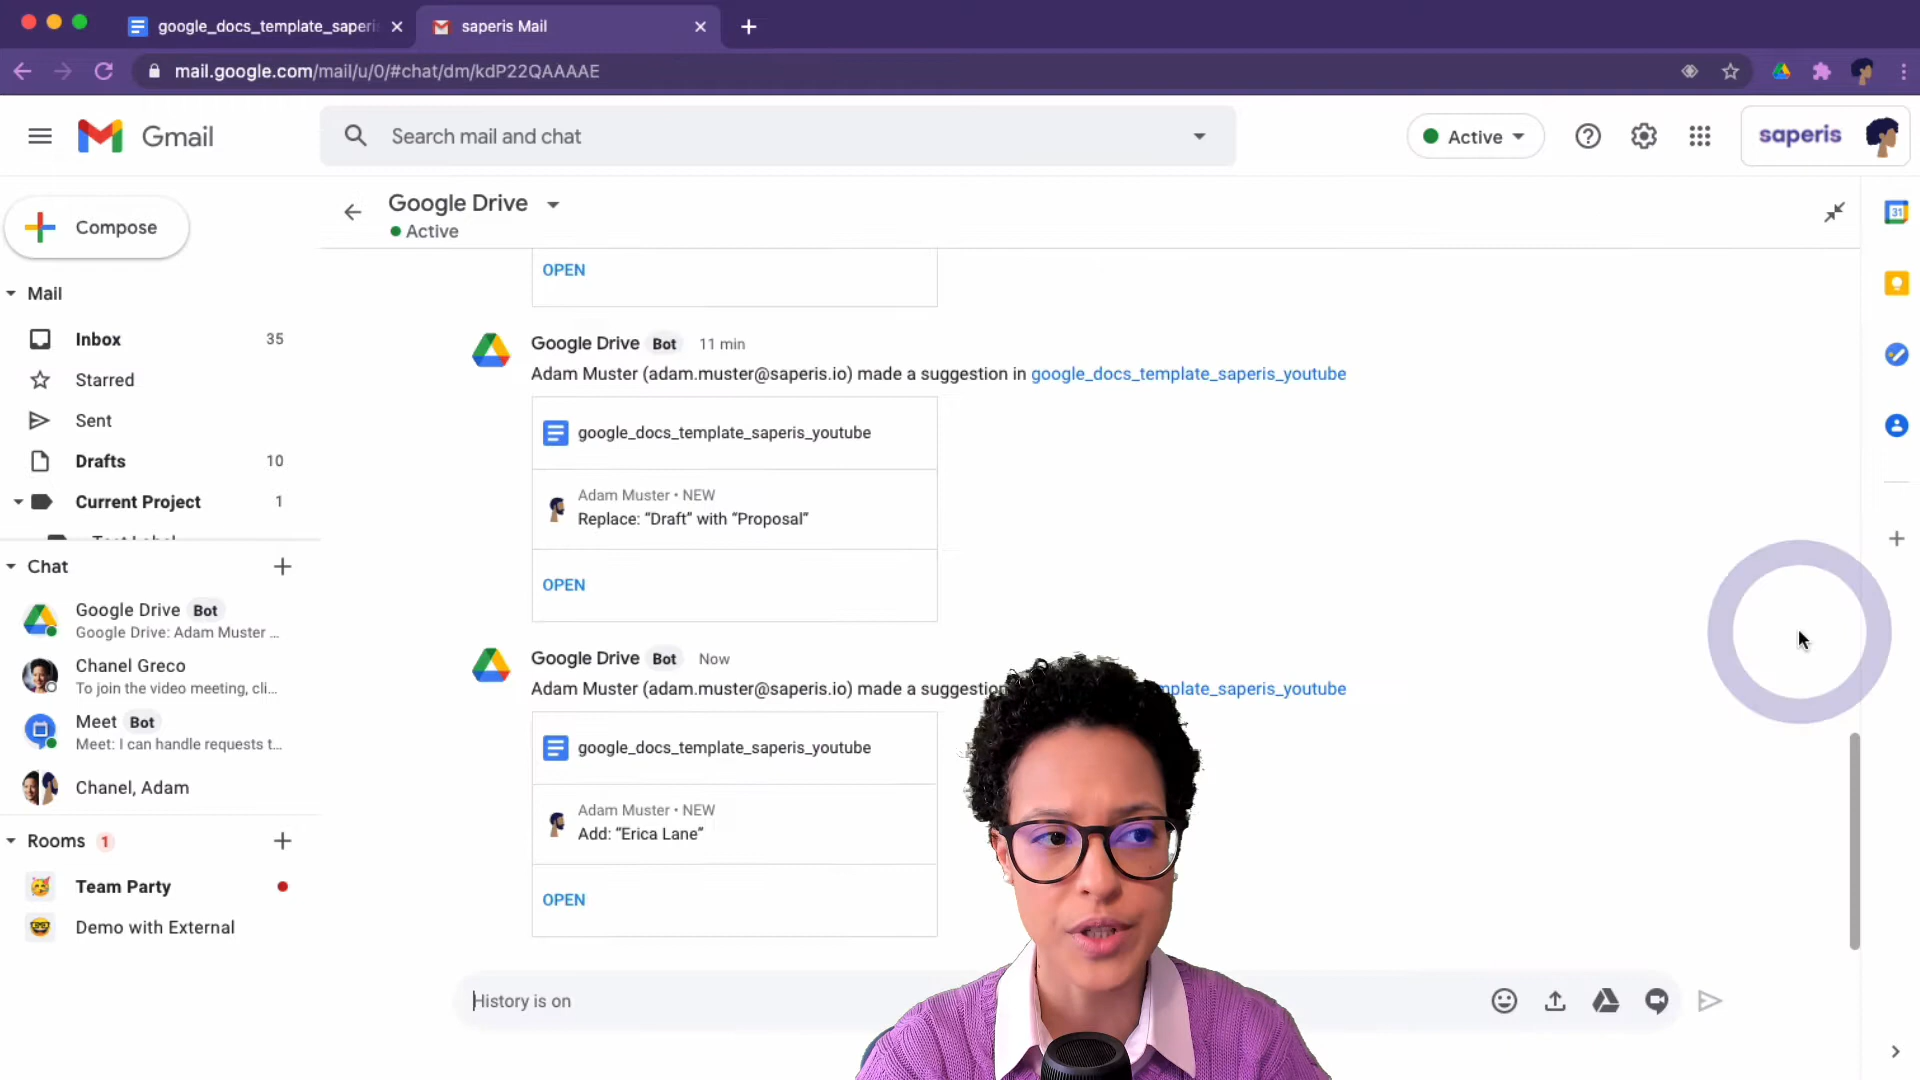 google_docs_template_saperis
saperis Mail
mail.google.com/mail/u/0/#chat/dm/kdP22QAAAAE
Gmail
Search mail and chat
Active
saperis
Compose
Google Drive
Active
31
Mail
Inbox 35
Starred
Sent
Drafts 10
Current Project 1
Chat
Google Drive Bot
Google Drive: Adam Muster ...
Chanel Greco
To join the video meeting, cli...
Meet Bot
Meet: I can handle requests t...
Chanel, Adam
Rooms 1
Team Party
Demo with External
OPEN
Google Drive Bot 11 min
Adam Muster (adam.muster@saperis.io) made a suggestion in google_docs_template_saperis_youtube
google_docs_template_saperis_youtube
Adam Muster • NEW
Replace: “Draft” with “Proposal”
OPEN
Google Drive Bot Now
Adam Muster (adam.muster@saperis.io) made a suggestion mplate_saperis_youtube
google_docs_template_saperis_youtube
Adam Muster • NEW
Add: “Erica Lane”
OPEN
History is on